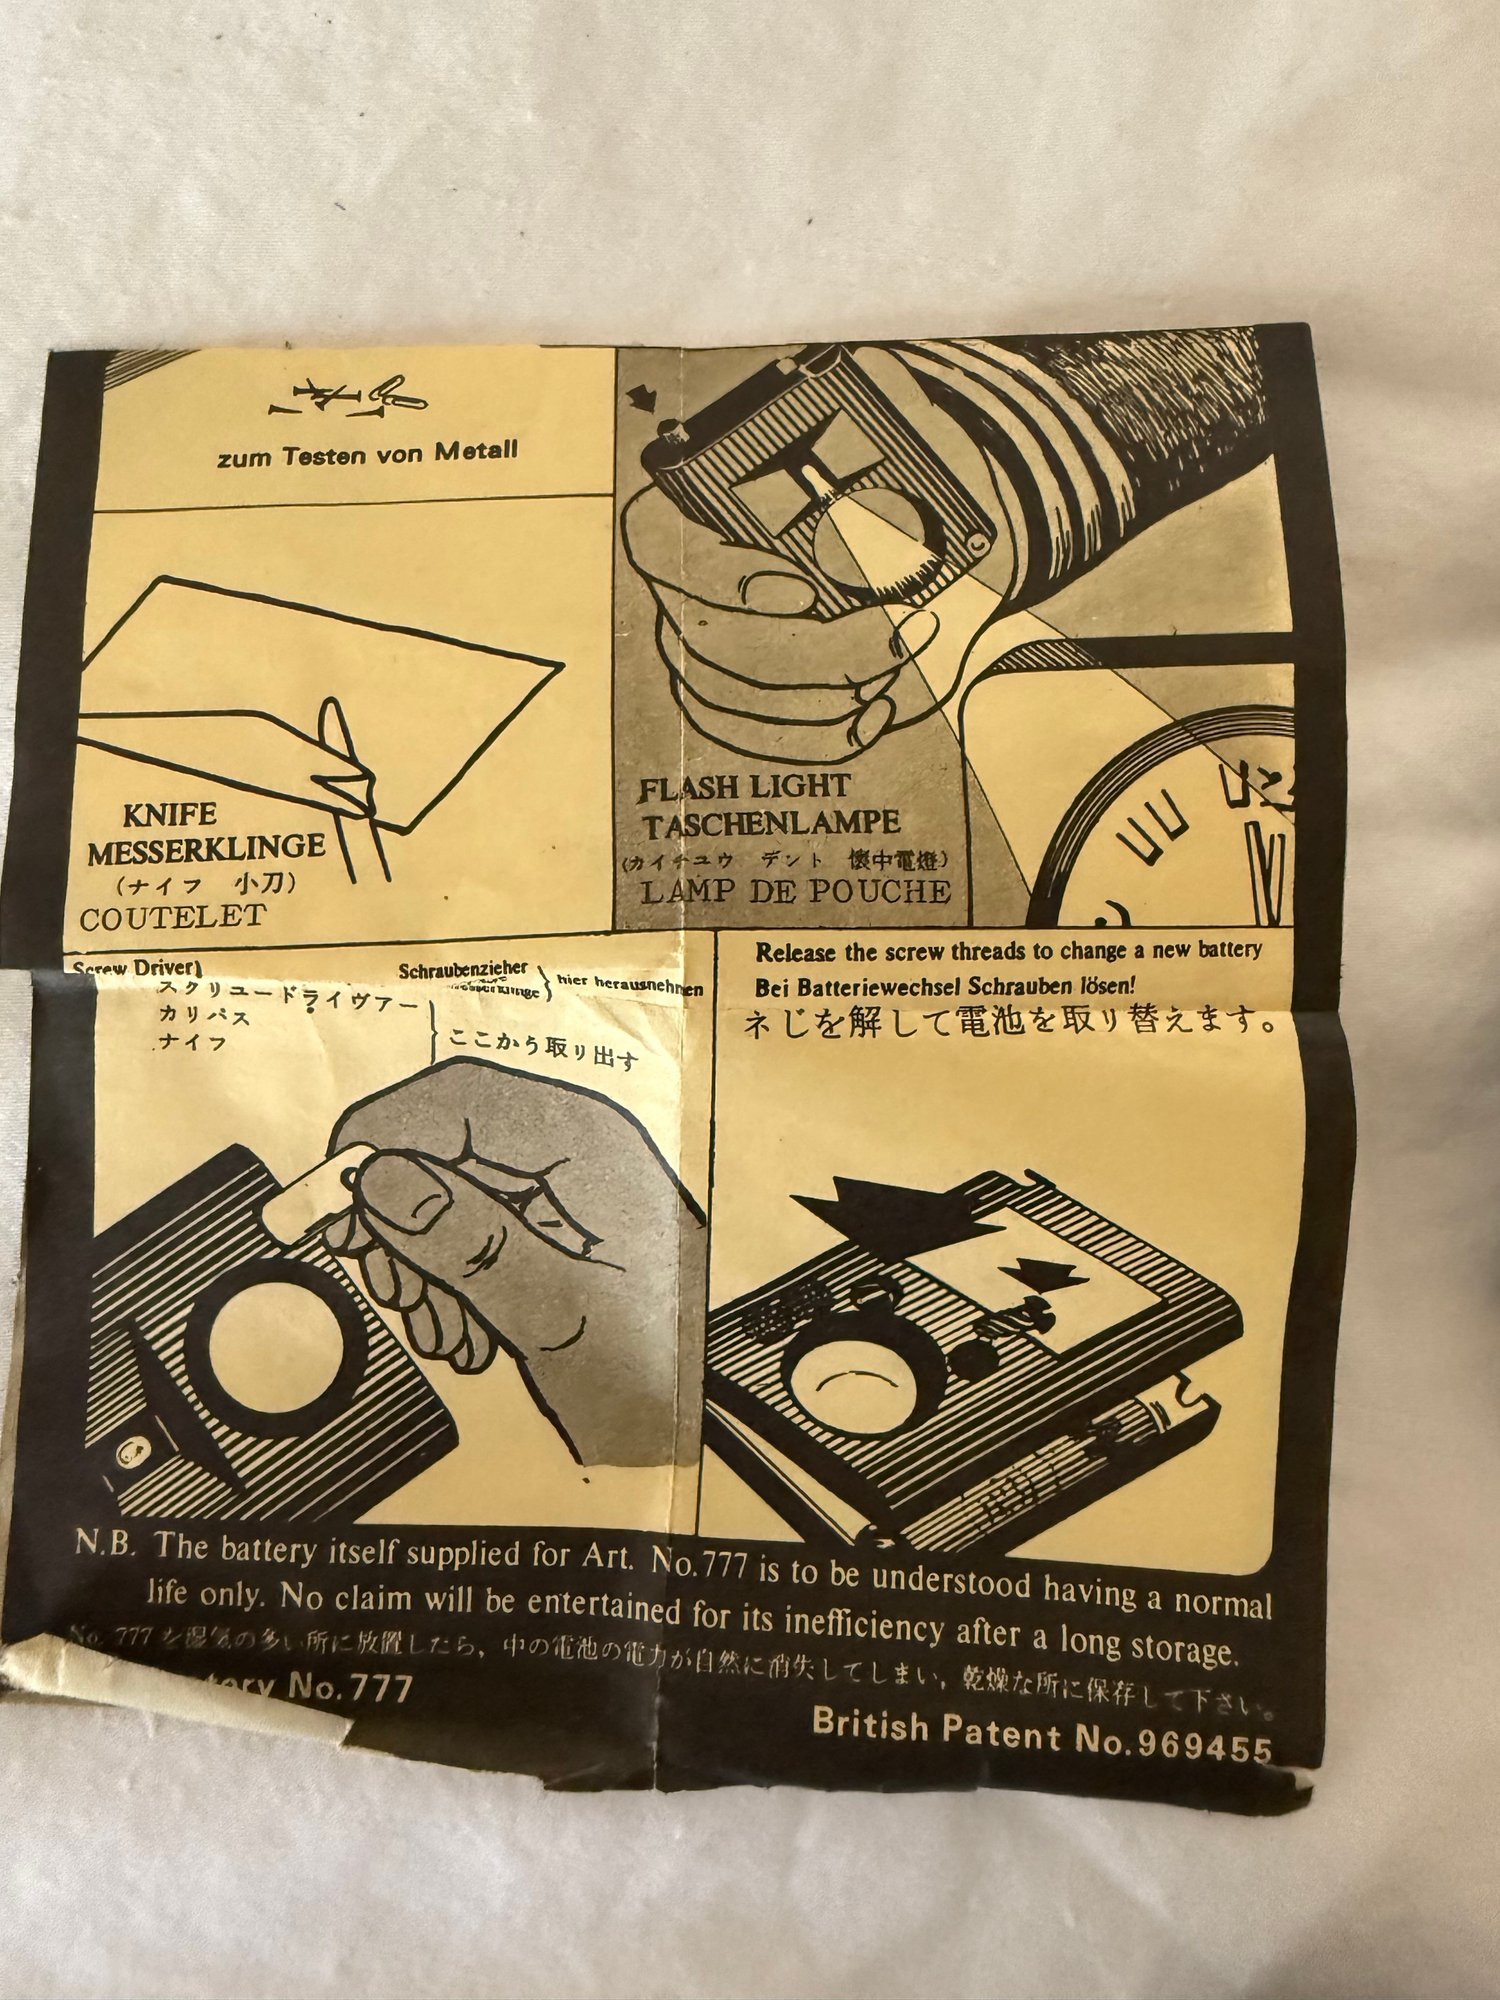 zum Testen von Metall
KNIFE
MESSERKLINGE
(ナイフ 小刀)
COUTELET
FLASH LIGHT
TASCHENLAMPE
(カイチユウ デント 懐中電燈)
LAMP DE POUCHE
Screw Driver)
スクリュードライヴァー
カリパス
ナイフ
ここかう取り出す
Schraubenzieher
hier herausnehmen
Release the screw threads to change a new battery
Bei Batteriewechsel Schrauben lösen!
ネじを解して電池を取り替えます。
N.B. The battery itself supplied for Art. No.777 is to be understood having a normal
life only. No claim will be entertained for its inefficiency after a long storage.
No. 777を湿気の多い所に放置したら，中の電池の電力が自然に消失してしまい，乾燥な所に保存して下さい。
No.777
British Patent No.969455